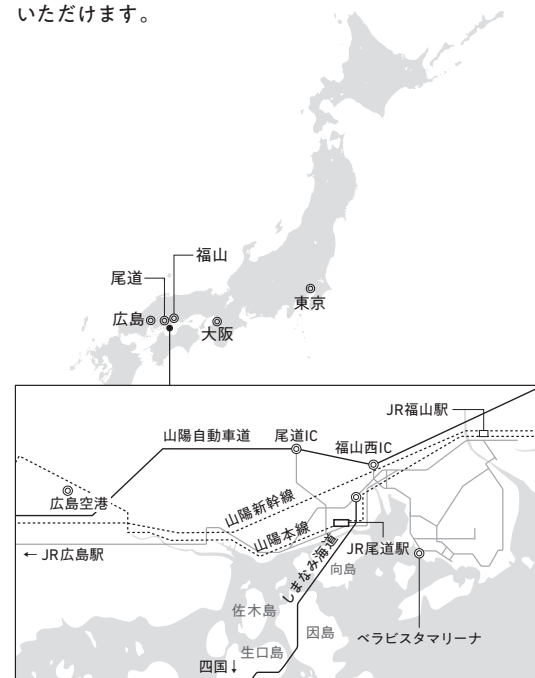 いただけます。
福山
尾道
広島
大阪
東京
JR福山駅
山陽自動車道
尾道IC
福山西IC
広島空港
山陽新幹線
山陽本線
← JR広島駅
JR尾道駅
しまなみ海道
向島
佐木島
因島
ベラビスタマリーナ
生口島
四国↓